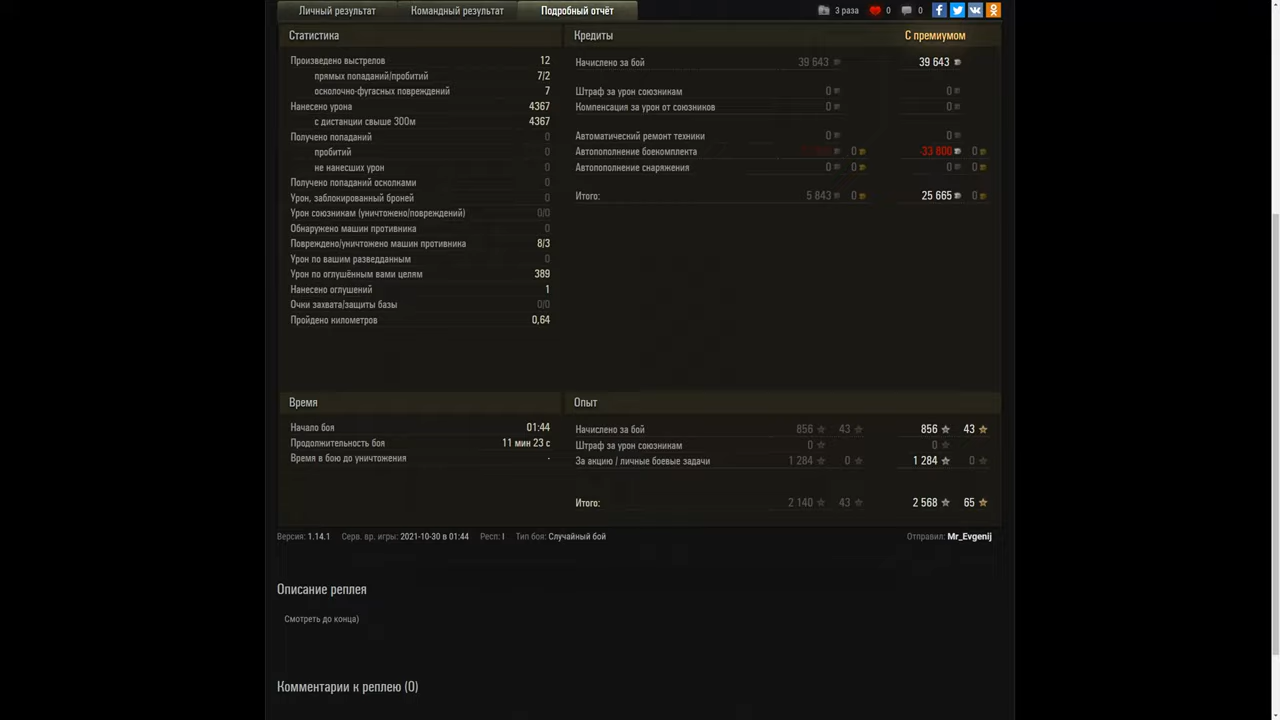 Личный результат Командный результат Подробный отчёт 3 раза 0 0
Статистика
Произведено выстрелов 12
прямых попаданий/пробитий 7/2
осколочно-фугасных повреждений 7
Нанесено урона 4367
с дистанции свыше 300м 4367
Получено попаданий 0
пробитий 0
не нанесших урон 0
Получено попаданий осколками 0
Урон, заблокированный броней 0
Урон союзникам (уничтожено/повреждений) 0/0
Обнаружено машин противника 0
Повреждено/уничтожено машин противника 8/3
Урон по вашим разведданным 0
Урон по оглушённым вами целям 389
Нанесено оглушений 1
Очки захвата/защиты базы 0/0
Пройдено километров 0,64
Кредиты С премиумом
Начислено за бой 39 643 39 643
Штраф за урон союзникам 0 0
Компенсация за урон от союзников 0 0
Автоматический ремонт техники 0 0
Автопополнение боекомплекта 0 -33 800 0
Автопополнение снаряжения 0 0 0 0
Итого: 5 843 0 25 665 0
Время
Начало боя 01:44
Продолжительность боя 11 мин 23 с
Время в бою до уничтожения -
Опыт
Начислено за бой 856 43 856 43
Штраф за урон союзникам 0 0
За акцию / личные боевые задачи 1 284 0 1 284 0
Итого: 2 140 43 2 568 65
Версия: 1.14.1 Серв. вр. игры: 2021-10-30 в 01:44 Респ: I Тип боя: Случайный бой Отправил: Mr_Evgenij
Описание реплея
Смотреть до конца)
Комментарии к реплею (0)